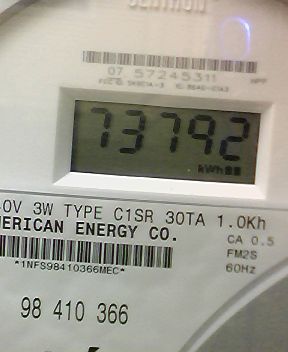 CENTRON
07 57245311
73792
kWh
0V 3W TYPE C1SR 30TA 1.0Kh
ERICAN ENERGY CO.
CA 0.5
FM2S
*1NFS98410366MEC*
60Hz
98 410 366